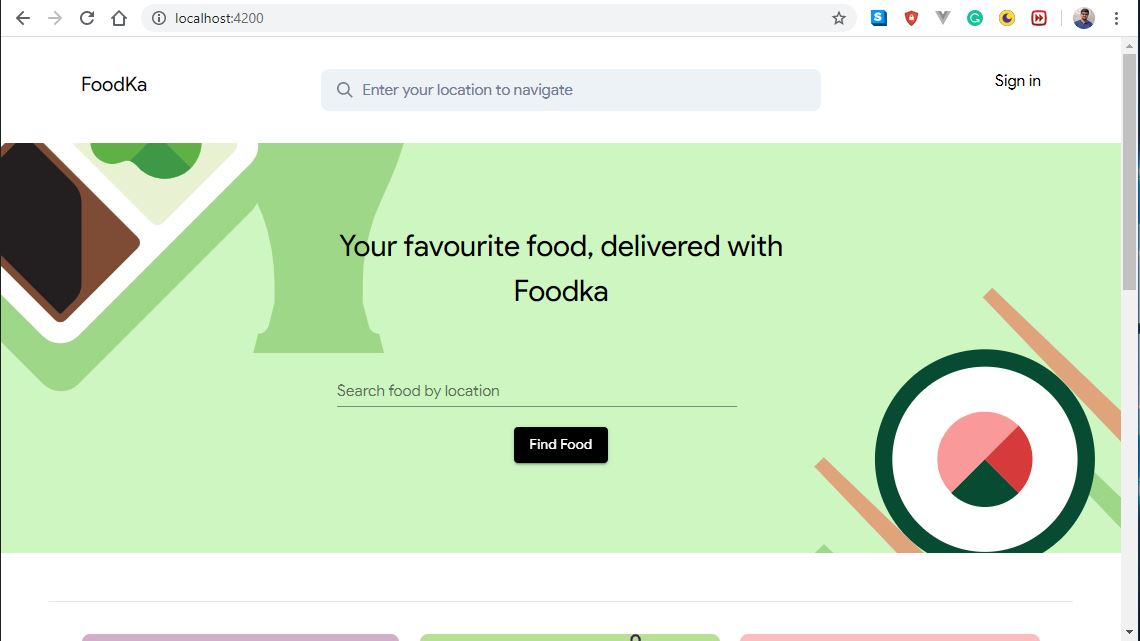 localhost:4200
FoodKa
Enter your location to navigate
Sign in
Your favourite food, delivered with
Foodka
Search food by location
Find Food